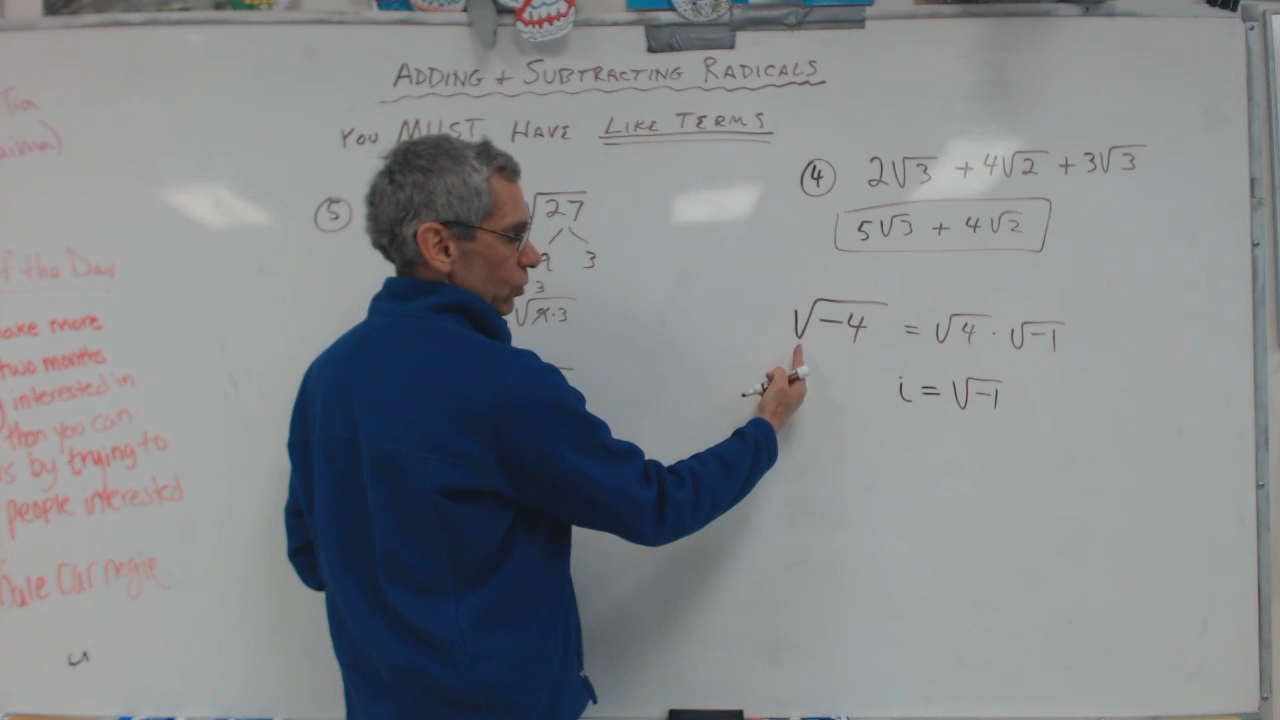 ADDING + SUBTRACTING RADICALS
YOU MUST HAVE LIKE TERMS
Tia
④ 2√3 + 4√2 + 3√3
5√3 + 4√2
⑤ √27
9 3
3
√9·3
√-4 = √4 · √-1
i = √-1
of the Day
make more
two months
interested in
than you can
s by trying to
people interested
Dale Carnegie